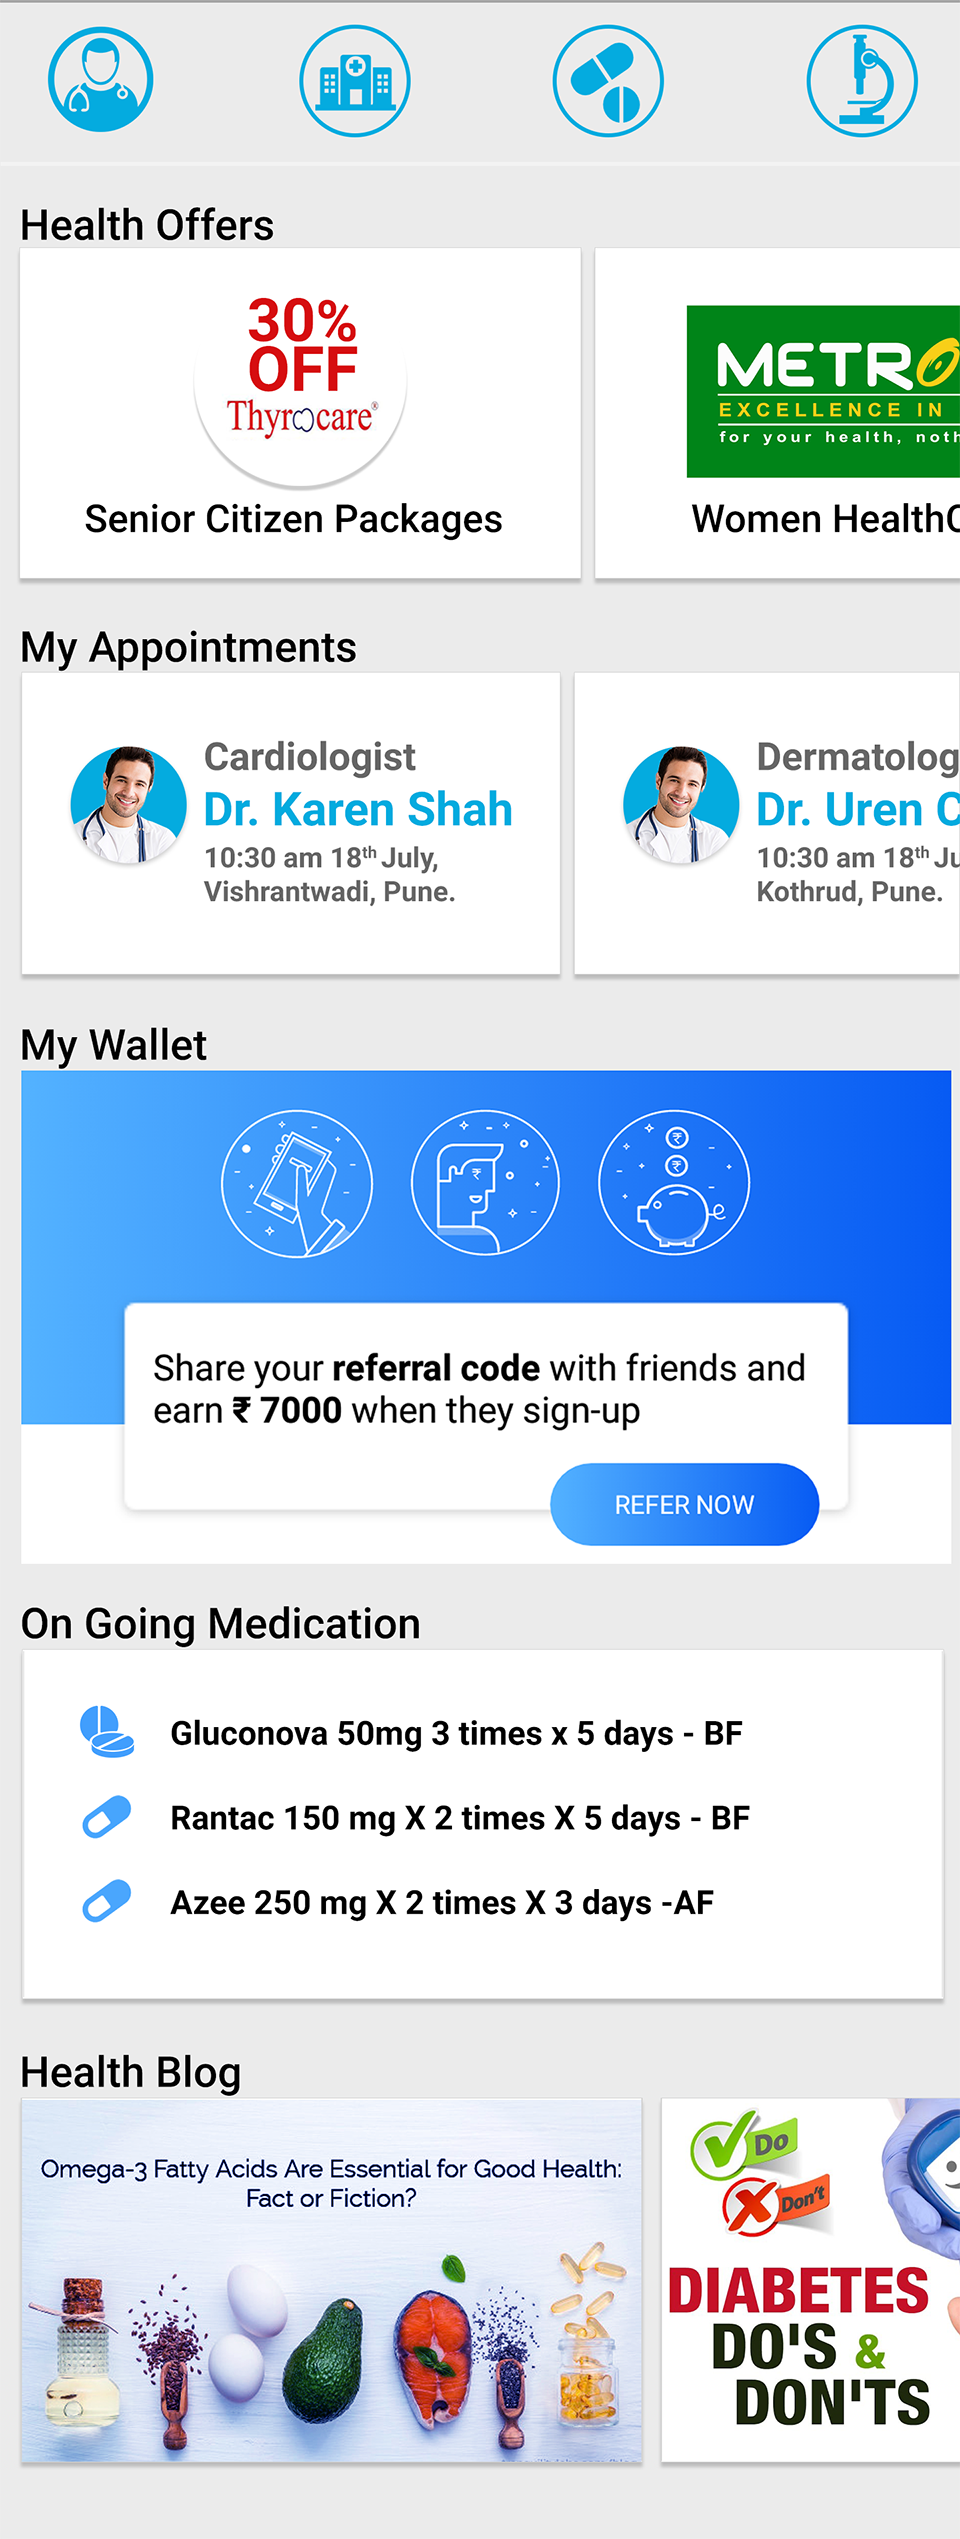 Health Offers
30%
OFF
Thyrocare®
Senior Citizen Packages
METRO
EXCELLENCE IN
for your health, noth
Women HealthC
My Appointments
Cardiologist
Dr. Karen Shah
10:30 am 18th July,
Vishrantwadi, Pune.
Dermatolog
Dr. Uren C
10:30 am 18th Ju
Kothrud, Pune.
My Wallet
₹
₹
₹
Share your referral code with friends and
earn ₹ 7000 when they sign-up
REFER NOW
On Going Medication
Gluconova 50mg 3 times x 5 days - BF
Rantac 150 mg X 2 times X 5 days - BF
Azee 250 mg X 2 times X 3 days -AF
Health Blog
Omega-3 Fatty Acids Are Essential for Good Health:
Fact or Fiction?
Do
Don't
DIABETES
DO'S &
DON'TS